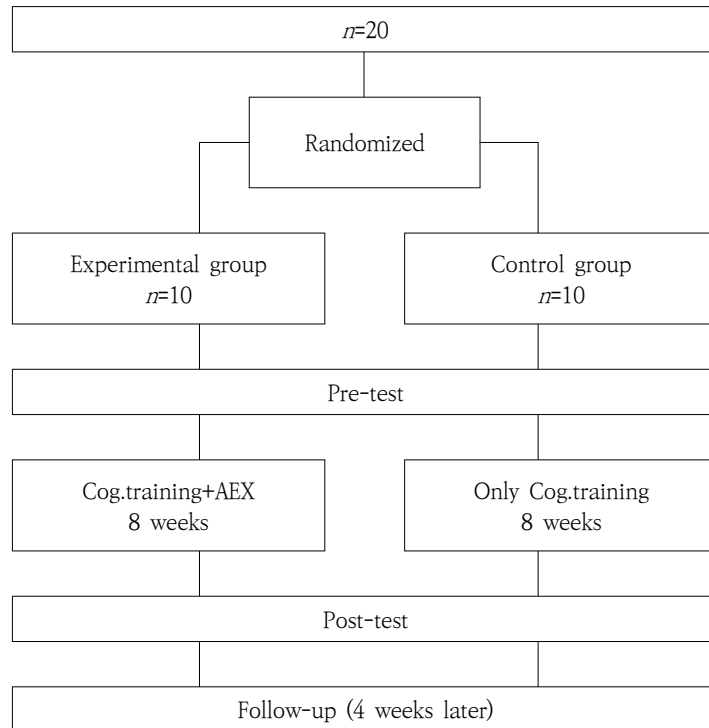 n=20
Randomized
Experimental group
n=10
Control group
n=10
Pre-test
Cog.training+AEX
8 weeks
Only Cog.training
8 weeks
Post-test
Follow-up (4 weeks later)